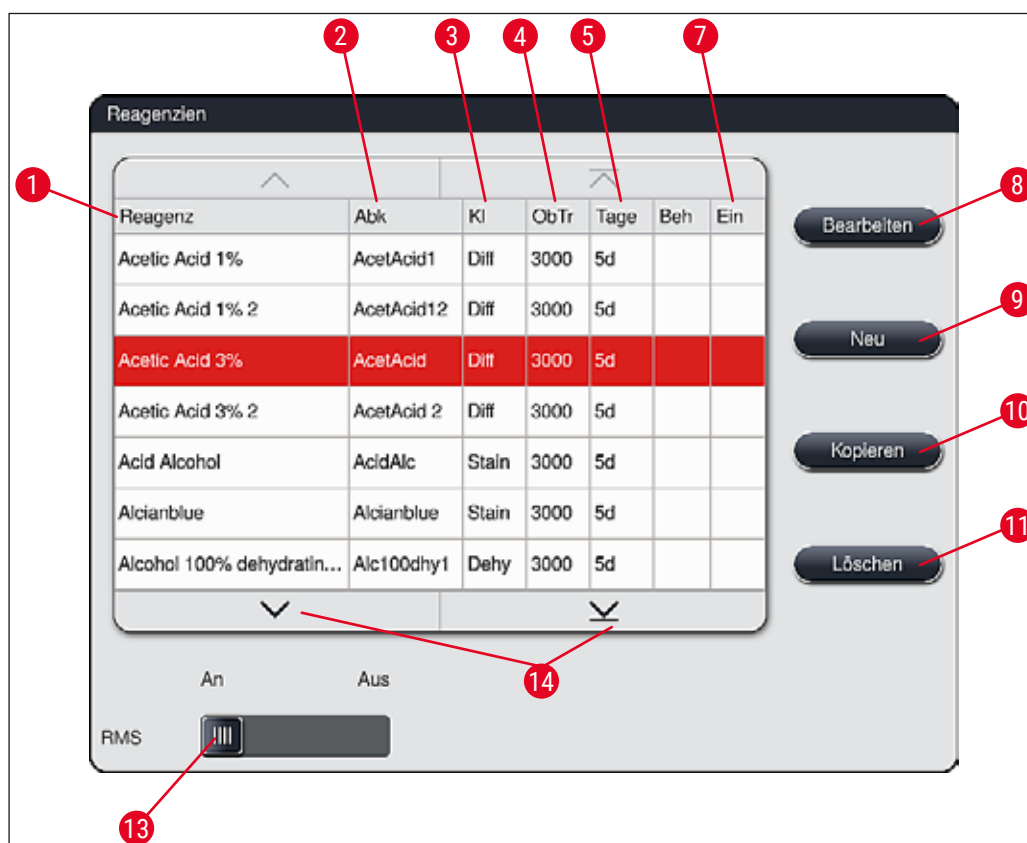 2 3 4 5 7
Reagenzien
1
8
Reagenz Abk Kl ObTr Tage Beh Ein
Bearbeiten
Acetic Acid 1% AcetAcid1 Diff 3000 5d
Acetic Acid 1% 2 AcetAcid12 Diff 3000 5d
9
Neu
Acetic Acid 3% AcetAcid Diff 3000 5d
Acetic Acid 3% 2 AcetAcid 2 Diff 3000 5d
10
Kopieren
Acid Alcohol AcidAlc Stain 3000 5d
Alcianblue Alcianblue Stain 3000 5d
11
Löschen
Alcohol 100% dehydratin... Alc100dhy1 Dehy 3000 5d
14
An Aus
RMS
13